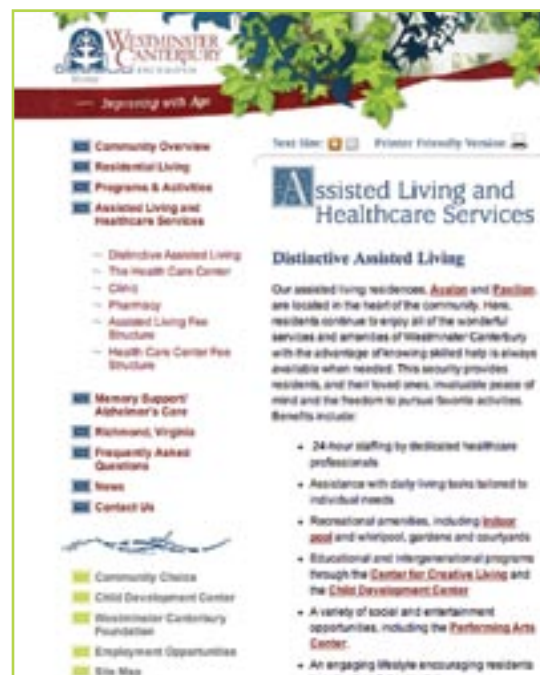 WESTMINSTER
CANTERBURY
RICHMOND
Home
— Improving with Age
Community Overview
Residential Living
Programs & Activities
Assisted Living and
Healthcare Services
— Distinctive Assisted Living
— The Health Care Center
— Clinic
— Pharmacy
— Assisted Living Fee
Structure
— Health Care Center Fee
Structure
Memory Support/
Alzheimer's Care
Richmond, Virginia
Frequently Asked
Questions
News
Contact Us
Community Choice
Child Development Center
Westminster Canterbury
Foundation
Employment Opportunities
Site Map
Text Size:
Printer Friendly Version
Assisted Living and
Healthcare Services
Distinctive Assisted Living
Our assisted living residences, Avalon and Pavilion,
are located in the heart of the community. Here,
residents continue to enjoy all of the wonderful
services and amenities of Westminster Canterbury
with the advantage of knowing skilled help is always
available when needed. This security provides
residents, and their loved ones, invaluable peace of
mind and the freedom to pursue favorite activities.
Benefits include:
• 24-hour staffing by dedicated healthcare
professionals
• Assistance with daily living tasks tailored to
individual needs
• Recreational amenities, including indoor
pool and whirlpool, gardens and courtyards
• Educational and intergenerational programs
through the Center for Creative Living and
the Child Development Center
• A variety of social and entertainment
opportunities, including the Performing Arts
Center.
• An engaging lifestyle encouraging residents